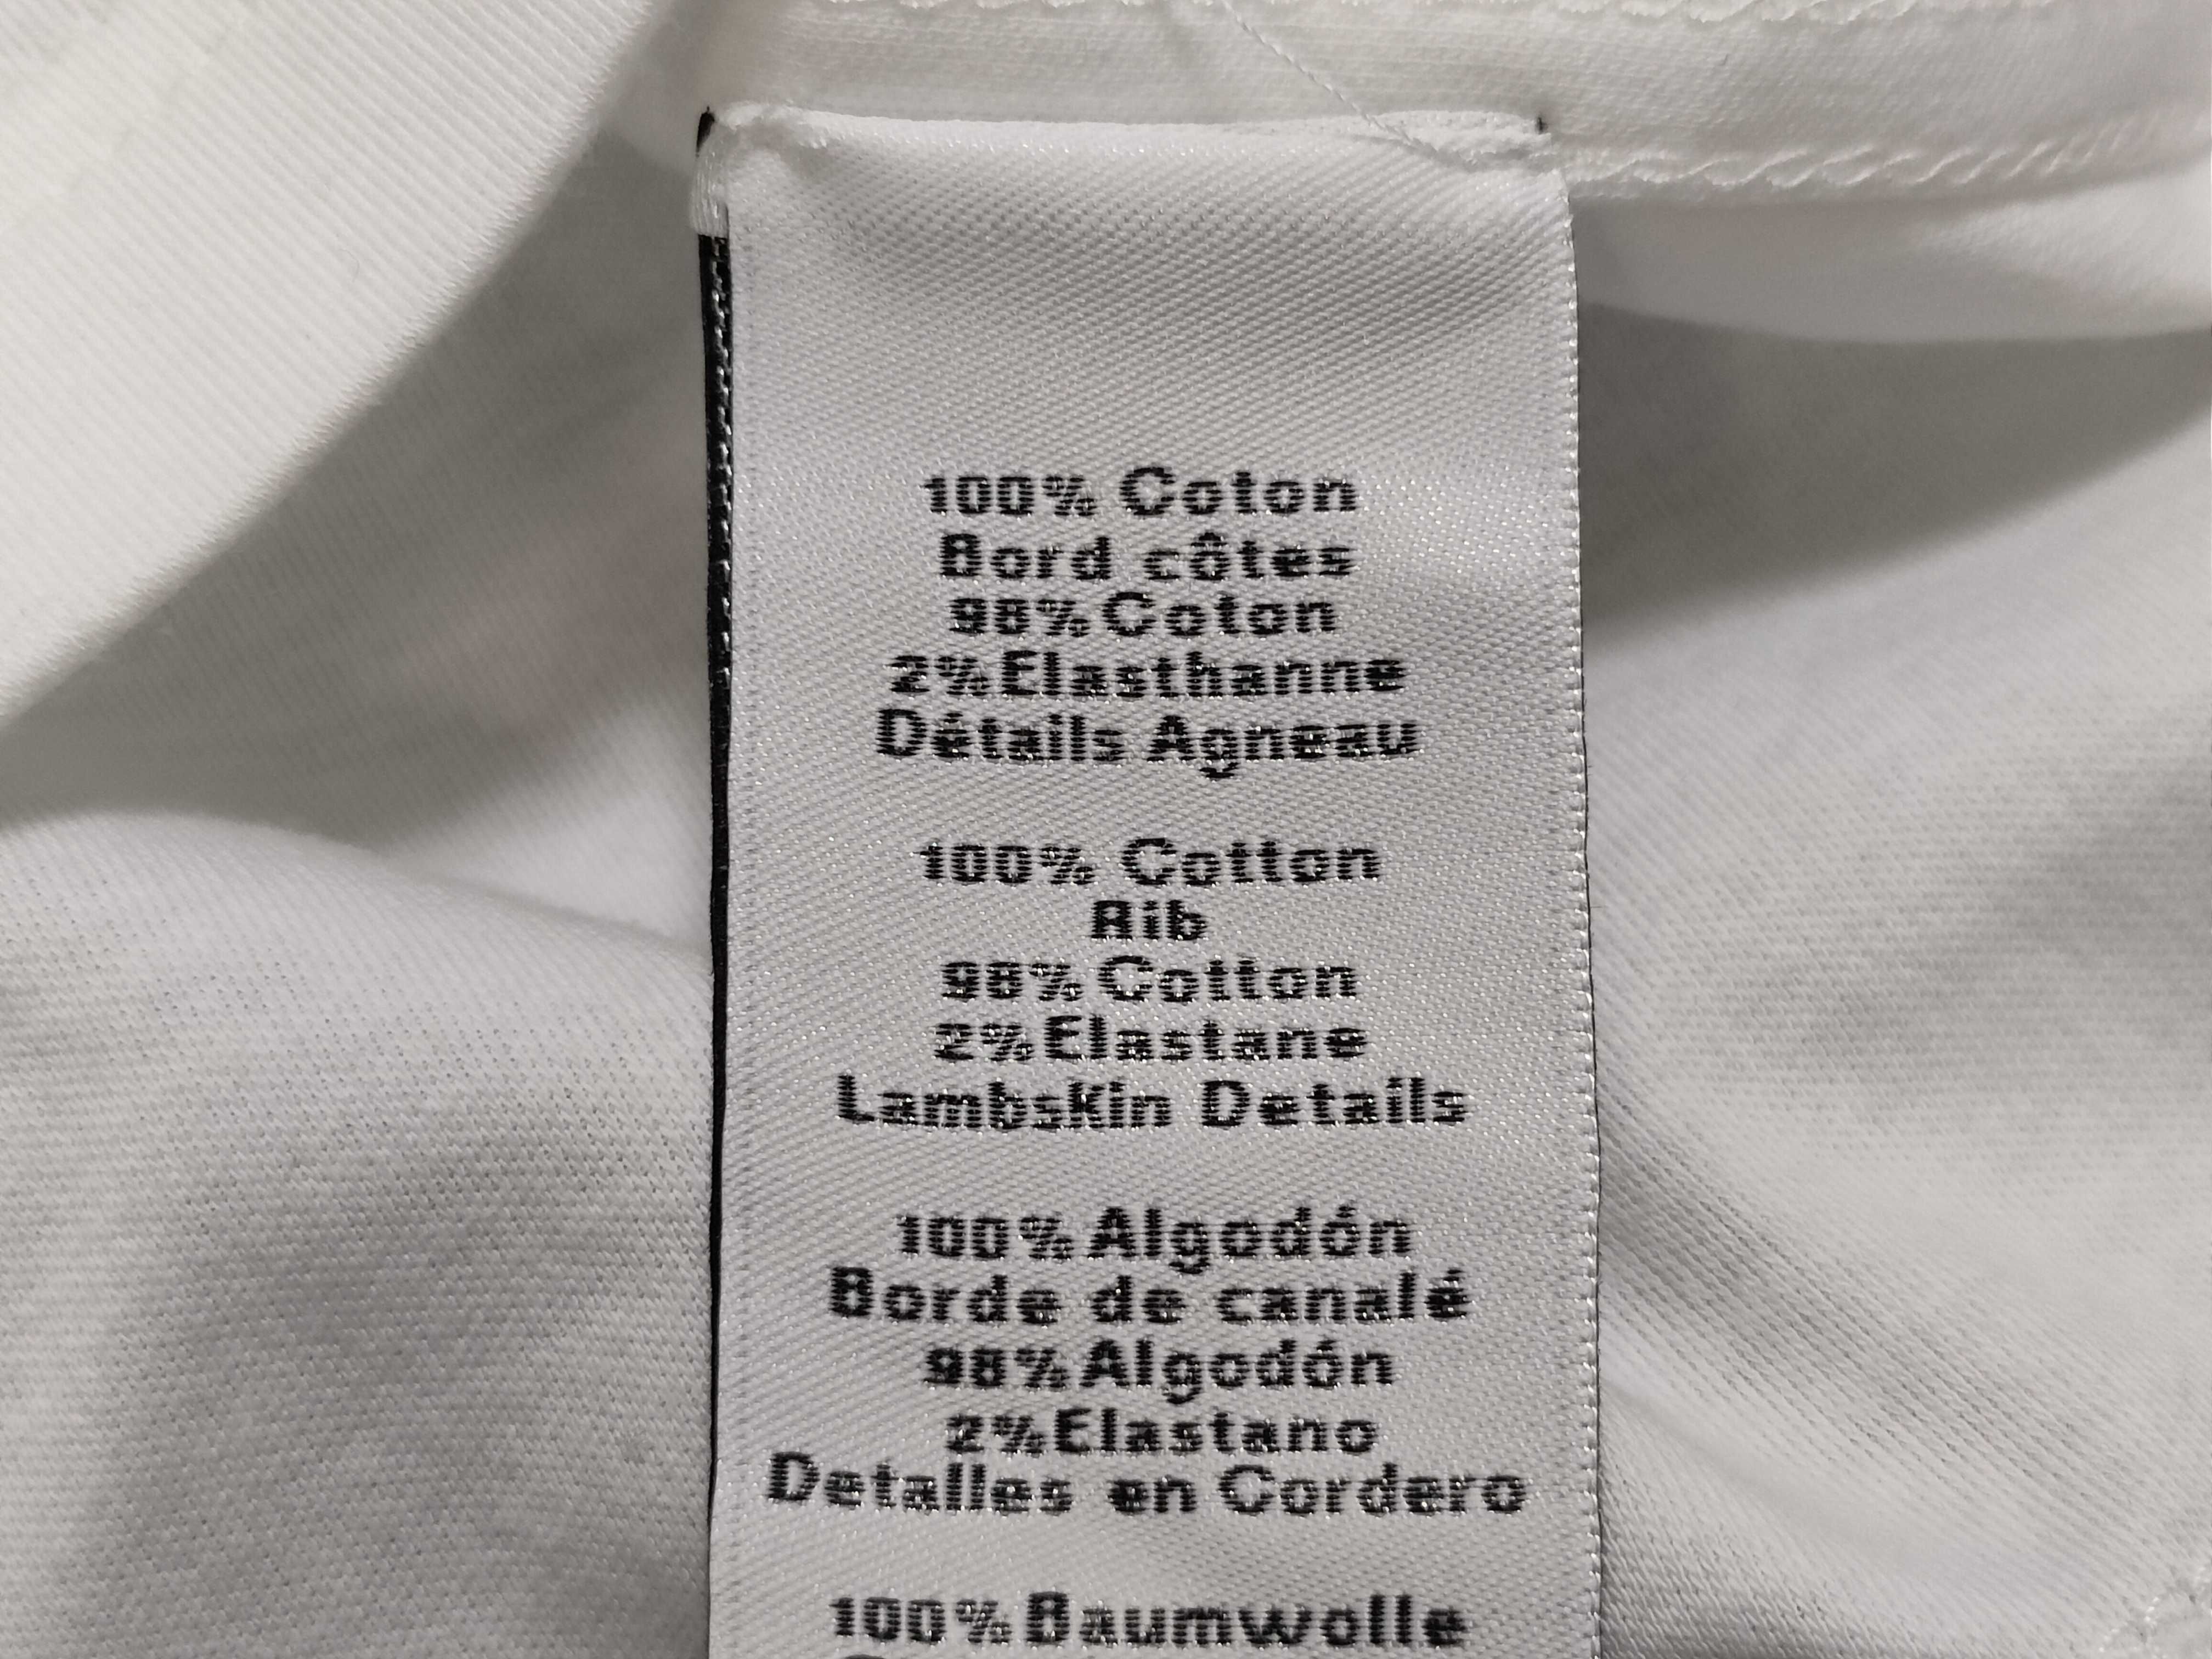 100% Coton
Bord côtes
98% Coton
2% Elasthanne
Détails Agneau
100% Cotton
Rib
98% Cotton
2% Elastane
Lambskin Details
100% Algodón
Borde de canalé
98% Algodón
2% Elastano
Detalles en Cordero
100% Baumwolle